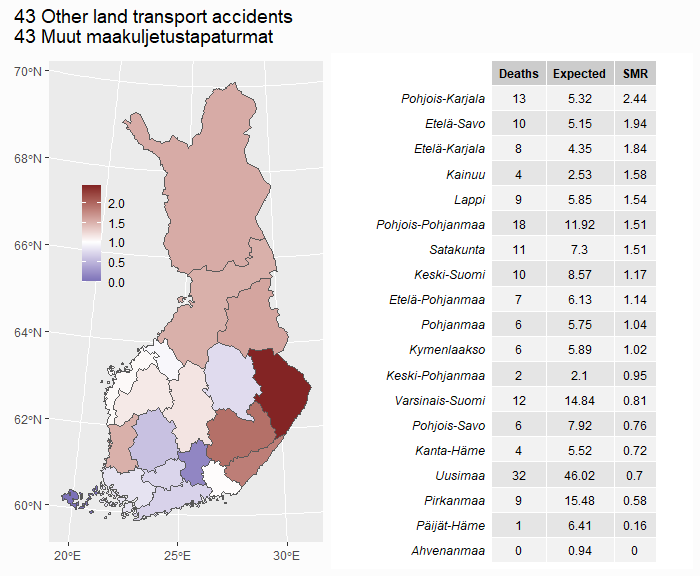 43 Other land transport accidents
43 Muut maakuljetustapaturmat
70°N
68°N
66°N
64°N
62°N
60°N
20°E
25°E
30°E
2.0
1.5
1.0
0.5
0.0
Deaths Expected SMR
Pohjois-Karjala 13 5.32 2.44
Etelä-Savo 10 5.15 1.94
Etelä-Karjala 8 4.35 1.84
Kainuu 4 2.53 1.58
Lappi 9 5.85 1.54
Pohjois-Pohjanmaa 18 11.92 1.51
Satakunta 11 7.3 1.51
Keski-Suomi 10 8.57 1.17
Etelä-Pohjanmaa 7 6.13 1.14
Pohjanmaa 6 5.75 1.04
Kymenlaakso 6 5.89 1.02
Keski-Pohjanmaa 2 2.1 0.95
Varsinais-Suomi 12 14.84 0.81
Pohjois-Savo 6 7.92 0.76
Kanta-Häme 4 5.52 0.72
Uusimaa 32 46.02 0.7
Pirkanmaa 9 15.48 0.58
Päijät-Häme 1 6.41 0.16
Ahvenanmaa 0 0.94 0